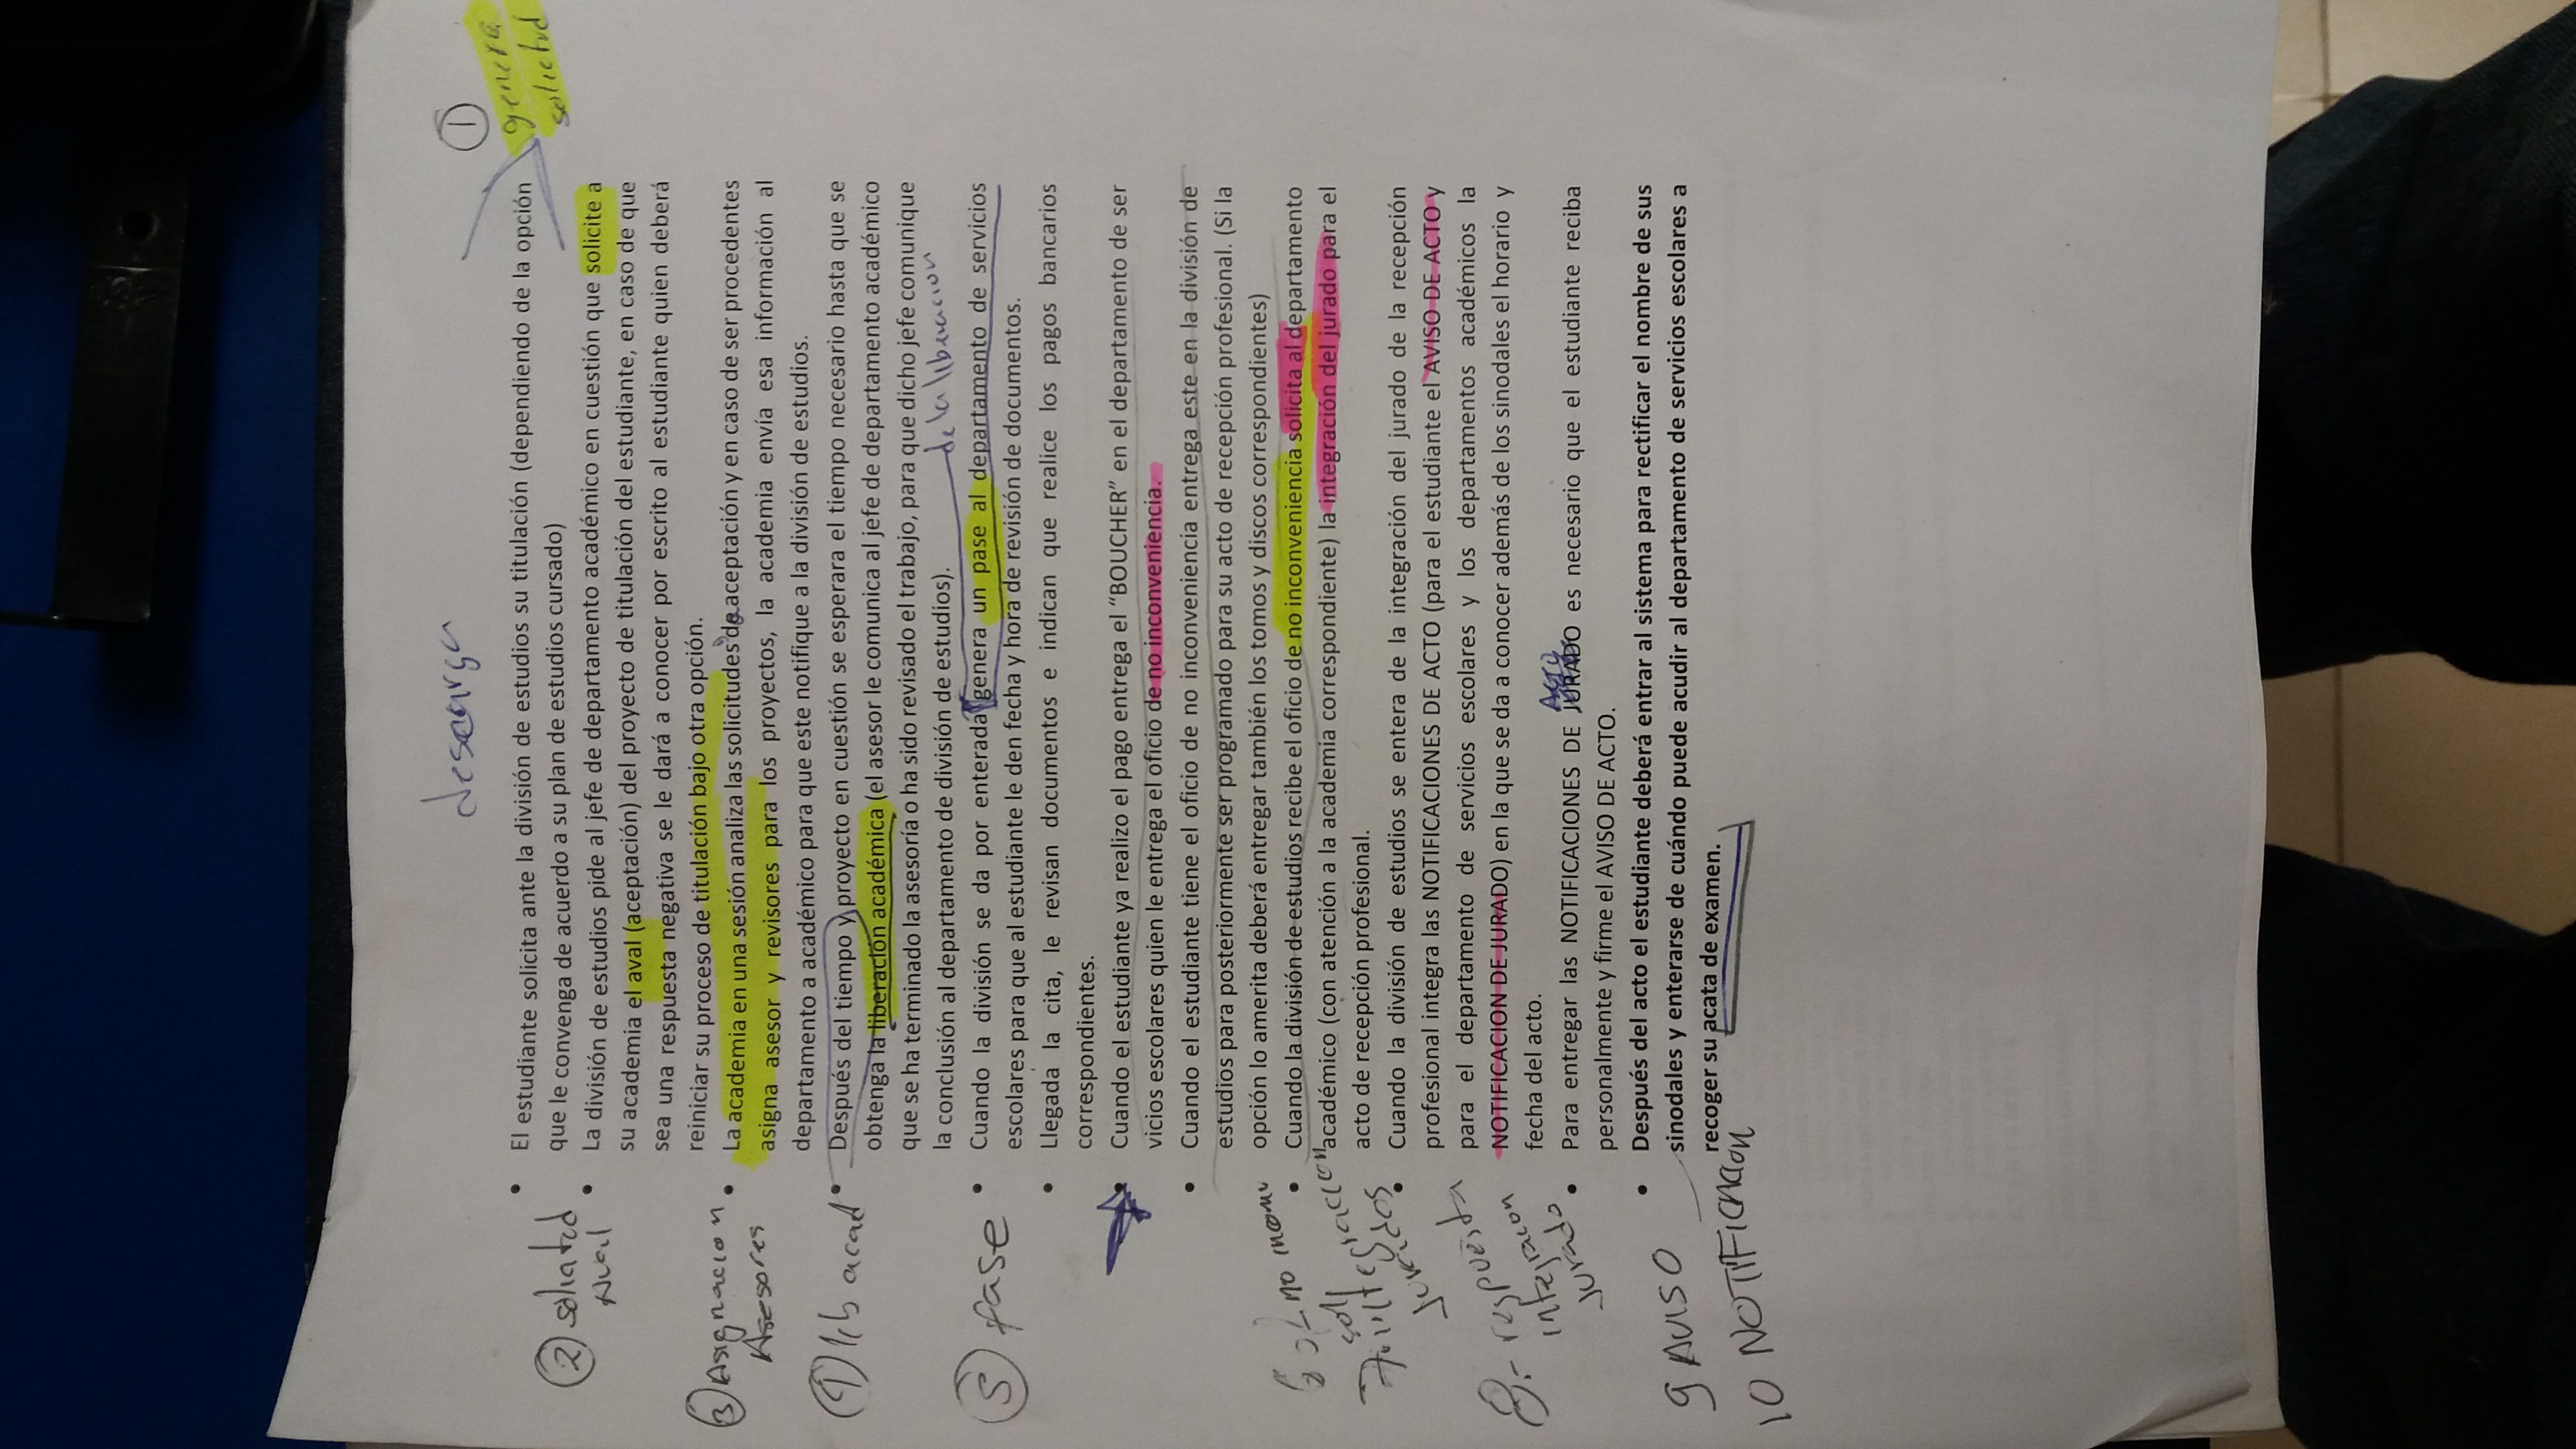 descarga
①
genera
solicitud
• El estudiante solicita ante la división de estudios su titulación (dependiendo de la opción
que le convenga de acuerdo a su plan de estudios cursado)
② solicitud
Aval
• La división de estudios pide al jefe de departamento académico en cuestión que solicite a
su academia el aval (aceptación) del proyecto de titulación del estudiante, en caso de que
sea una respuesta negativa se le dará a conocer por escrito al estudiante quien deberá
reiniciar su proceso de titulación bajo otra opción.
③ Asignacion
Asesores
• La academia en una sesión analiza las solicitudes de aceptación y en caso de ser procedentes
asigna asesor y revisores para los proyectos, la academia envía esa información al
departamento a académico para que este notifique a la división de estudios.
④ lib acad
• Después del tiempo y proyecto en cuestión se esperara el tiempo necesario hasta que se
obtenga la liberación académica (el asesor le comunica al jefe de departamento académico
que se ha terminado la asesoría o ha sido revisado el trabajo, para que dicho jefe comunique
la conclusión al departamento de división de estudios).
de la liberacion
⑤ fase
• Cuando la división se da por enterada genera un pase al departamento de servicios
escolares para que al estudiante le den fecha y hora de revisión de documentos.
• Llegada la cita, le revisan documentos e indican que realice los pagos bancarios
correspondientes.
• Cuando el estudiante ya realizo el pago entrega el “BOUCHER” en el departamento de ser
vicios escolares quien le entrega el oficio de no inconveniencia.
• Cuando el estudiante tiene el oficio de no inconveniencia entrega este en la división de
estudios para posteriormente ser programado para su acto de recepción profesional. (Si la
opción lo amerita deberá entregar también los tomos y discos correspondientes)
6 no
• Cuando la división de estudios recibe el oficio de no inconveniencia solicita al departamento
académico (con atención a la academia correspondiente) la integración del jurado para el
acto de recepción profesional.
soli
7. integracion
jurados
• Cuando la división de estudios se entera de la integración del jurado de la recepción
profesional integra las NOTIFICACIONES DE ACTO (para el estudiante el AVISO DE ACTO y
para el departamento de servicios escolares y los departamentos académicos la
NOTIFICACION DE JURADO) en la que se da a conocer además de los sinodales el horario y
fecha del acto.
8.- respuesta
integracon
jurado
ACTO
• Para entregar las NOTIFICACIONES DE JURADO es necesario que el estudiante reciba
personalmente y firme el AVISO DE ACTO.
• Después del acto el estudiante deberá entrar al sistema para rectificar el nombre de sus
sinodales y enterarse de cuándo puede acudir al departamento de servicios escolares a
recoger su acata de examen.
9 AVISO
10 NOTIFICACION